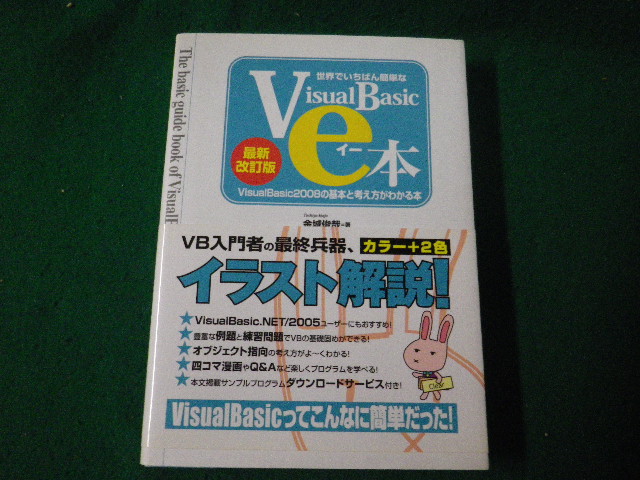 The basic guide book of VisualB
世界でいちばん簡単な
VisualBasic
e本
イー
最新
改訂版
VisualBasic2008の基本と考え方がわかる本
金城俊哉・著
VB入門者の最終兵器、カラー+2色
イラスト解説!
★VisualBasic.NET/2005ユーザーにもおすすめ!
★豊富な例題と練習問題でVBの基礎固めができる!
★オブジェクト指向の考え方がよ〜くわかる!
★四コマ漫画やQ&Aなど楽しくプログラムを学べる!
★本文掲載サンプルプログラムダウンロードサービス付き!
Clear
VisualBasicってこんなに簡単だった!